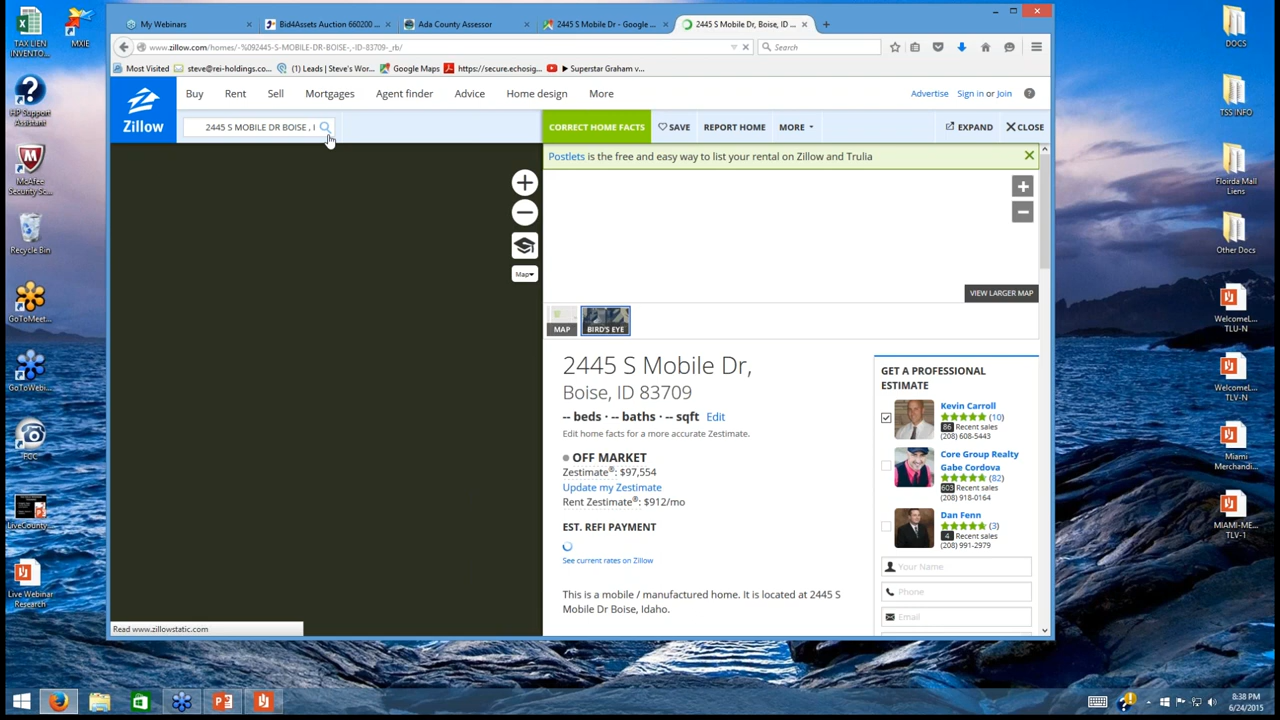 TAX LIEN
INVENTO...
MXIE
HP Support
Assistant
McAfee
Security Sc...
Recycle Bin
GoToMeet...
GoToWebi...
FCC
LiveCounty...
Live Webinar
Research
My Webinars
Bid4Assets Auction 660200 ...
Ada County Assessor
2445 S Mobile Dr - Google ...
2445 S Mobile Dr, Boise, ID ...
www.zillow.com/homes/-%092445-S-MOBILE-DR-BOISE-,-ID-83709-_rb/
Search
Most Visited
steve@rei-holdings.co...
(1) Leads | Steve's Wor...
Google Maps
https://secure.echosig...
► Superstar Graham v...
Zillow
Buy
Rent
Sell
Mortgages
Agent finder
Advice
Home design
More
Advertise
Sign in or Join
2445 S MOBILE DR BOISE , I
CORRECT HOME FACTS
SAVE
REPORT HOME
MORE
EXPAND
CLOSE
Postlets is the free and easy way to list your rental on Zillow and Trulia
Map
VIEW LARGER MAP
MAP
BIRD'S EYE
2445 S Mobile Dr,
Boise, ID 83709
-- beds · -- baths · -- sqft Edit
Edit home facts for a more accurate Zestimate.
OFF MARKET
Zestimate®: $97,554
Update my Zestimate
Rent Zestimate®: $912/mo
EST. REFI PAYMENT
See current rates on Zillow
This is a mobile / manufactured home. It is located at 2445 S
Mobile Dr Boise, Idaho.
GET A PROFESSIONAL
ESTIMATE
Kevin Carroll
(10)
86 Recent sales
(208) 608-5443
Core Group Realty
Gabe Cordova
(82)
603 Recent sales
(208) 918-0164
Dan Fenn
(3)
4 Recent sales
(208) 991-2979
Your Name
Phone
Email
Read www.zillowstatic.com
DOCS
TSS INFO
Floirda Mall
Liens
Other Docs
WelcomeL...
TLU-N
WelcomeL...
TLV-N
Miami
Merchandi...
MIAMI-ME...
TLV-1
8:38 PM
6/24/2015